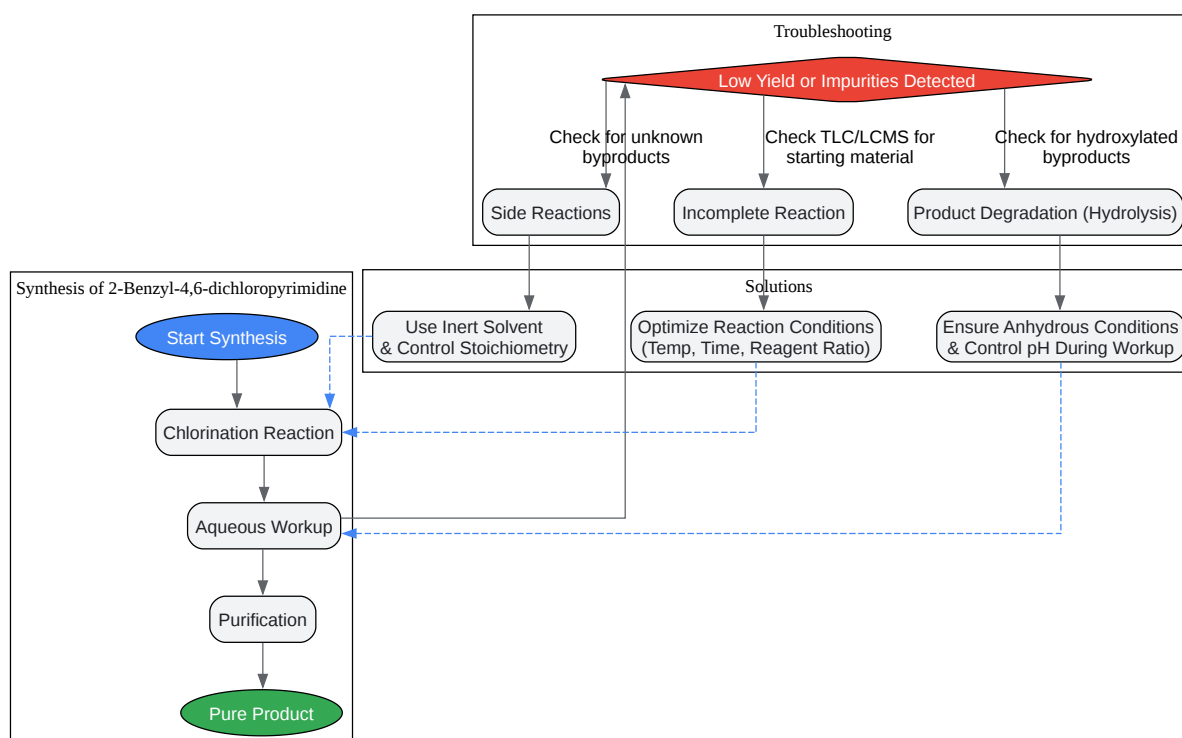 Troubleshooting
Low Yield or Impurities Detected
Check for unknown
byproducts
Check TLC/LCMS for
starting material
Check for hydroxylated
byproducts
Side Reactions
Incomplete Reaction
Product Degradation (Hydrolysis)
Solutions
Use Inert Solvent
& Control Stoichiometry
Optimize Reaction Conditions
(Temp, Time, Reagent Ratio)
Ensure Anhydrous Conditions
& Control pH During Workup
Synthesis of 2-Benzyl-4,6-dichloropyrimidine
Start Synthesis
Chlorination Reaction
Aqueous Workup
Purification
Pure Product